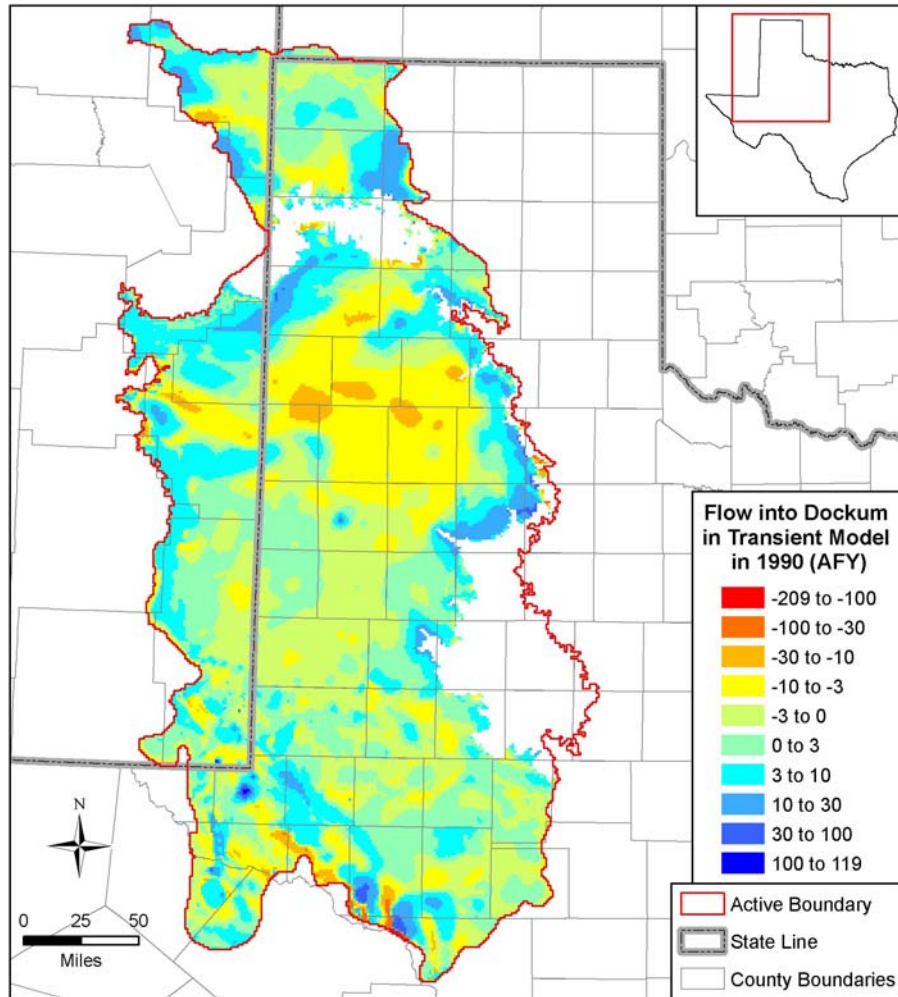 Flow into Dockum
in Transient Model
in 1990 (AFY)
-209 to -100
-100 to -30
-30 to -10
-10 to -3
-3 to 0
0 to 3
3 to 10
10 to 30
30 to 100
100 to 119
Active Boundary
State Line
County Boundaries
N
0 25 50
Miles